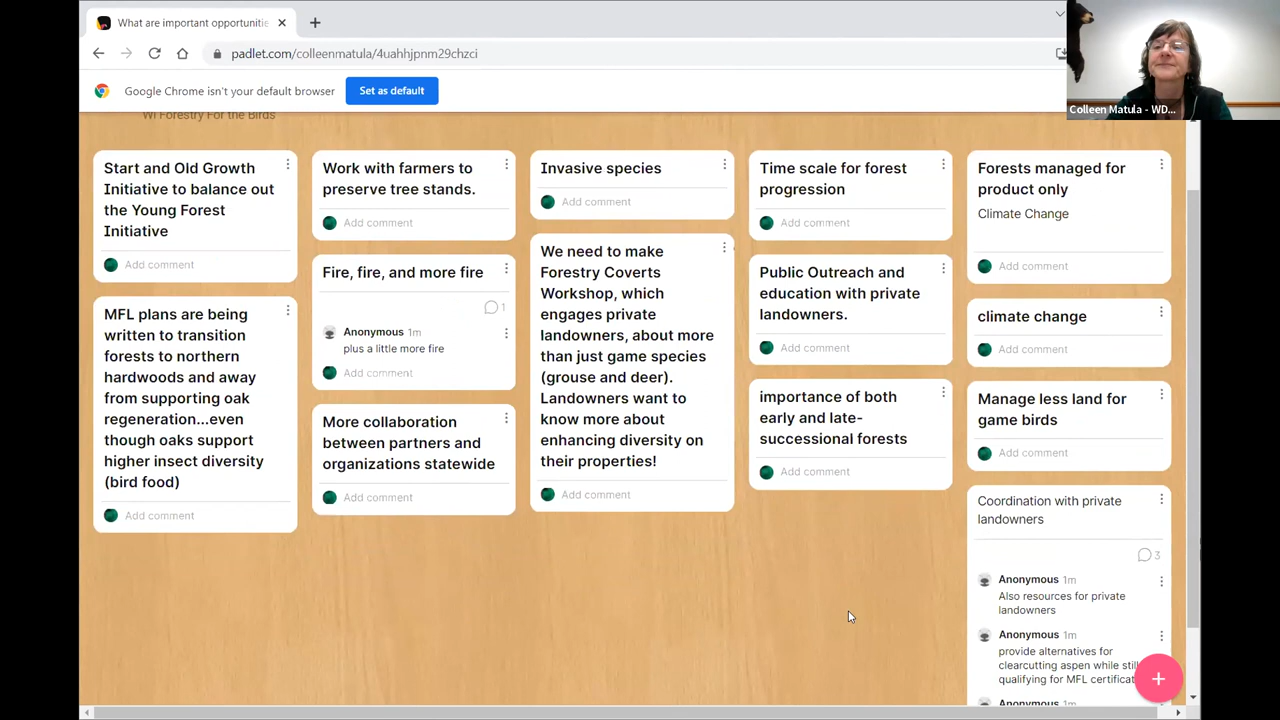 What are important opportunitie
padlet.com/colleenmatula/4uahhjpnm29chzci
Google Chrome isn't your default browser
Set as default
Colleen Matula - WD...
WI Forestry For the Birds
Start and Old Growth
Initiative to balance out
the Young Forest
Initiative
Add comment
MFL plans are being
written to transition
forests to northern
hardwoods and away
from supporting oak
regeneration...even
though oaks support
higher insect diversity
(bird food)
Add comment
Work with farmers to
preserve tree stands.
Add comment
Fire, fire, and more fire
1
Anonymous 1m
plus a little more fire
Add comment
More collaboration
between partners and
organizations statewide
Add comment
Invasive species
Add comment
We need to make
Forestry Coverts
Workshop, which
engages private
landowners, about more
than just game species
(grouse and deer).
Landowners want to
know more about
enhancing diversity on
their properties!
Add comment
Time scale for forest
progression
Add comment
Public Outreach and
education with private
landowners.
Add comment
importance of both
early and late-
successional forests
Add comment
Forests managed for
product only
Climate Change
Add comment
climate change
Add comment
Manage less land for
game birds
Add comment
Coordination with private
landowners
3
Anonymous 1m
Also resources for private
landowners
Anonymous 1m
provide alternatives for
clearcutting aspen while still
qualifying for MFL certificat
Anonymous 1m